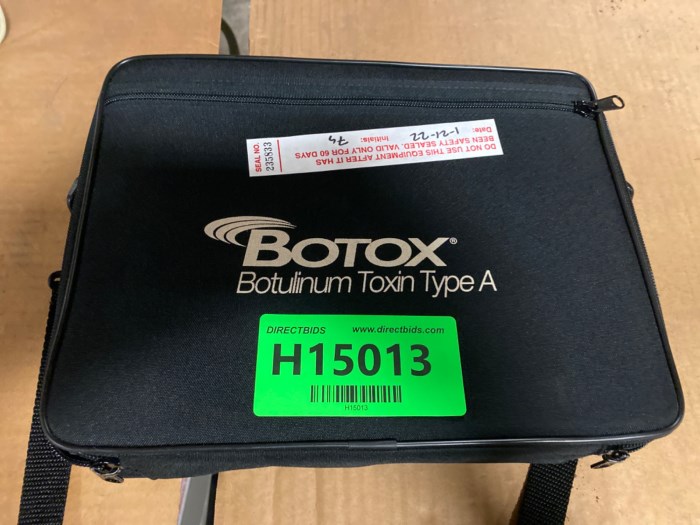 SEAL NO.
235833
DO NOT USE THIS EQUIPMENT AFTER IT HAS
BEEN SAFETY SEALED. VALID ONLY FOR 60 DAYS
Date: 1-21-22 Initials:
BOTOX®
Botulinum Toxin Type A
DIRECTBIDS www.directbids.com
H15013
H15013